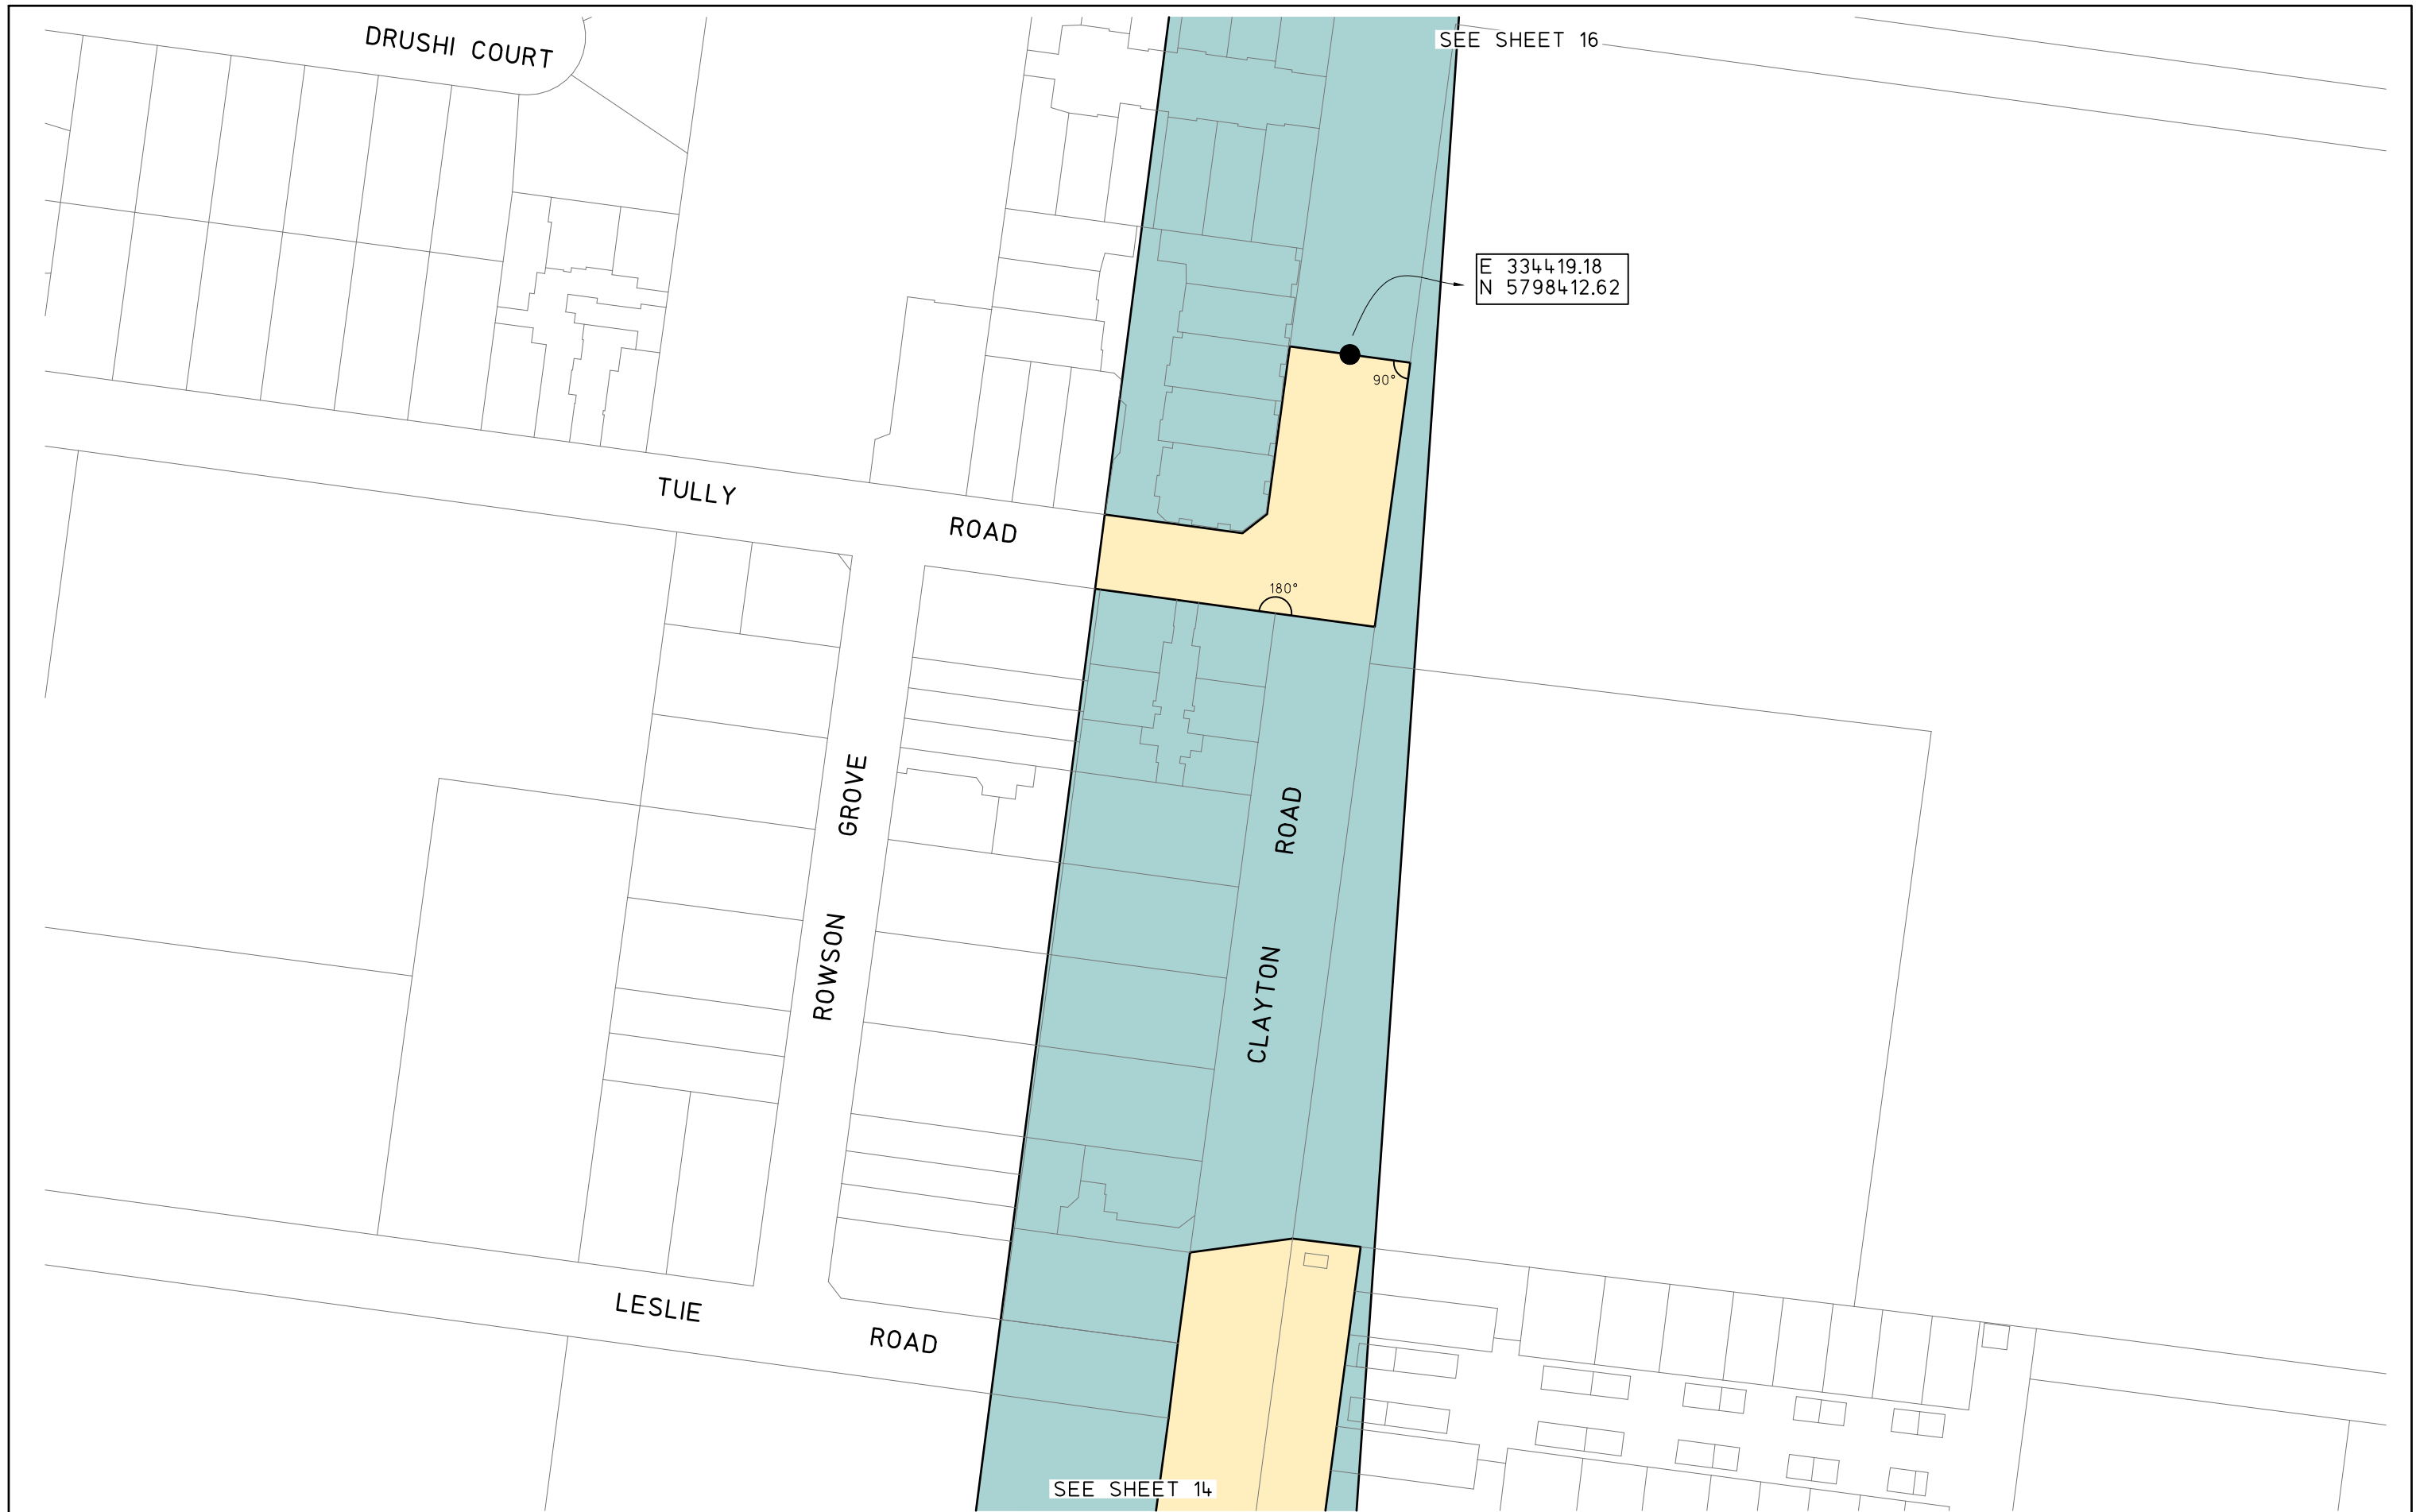 DRUSHI COURT
SEE SHEET 16
E 334419.18
N 5798412.62
90°
TULLY
ROAD
180°
ROWSON GROVE
CLAYTON ROAD
LESLIE
ROAD
SEE SHEET 14